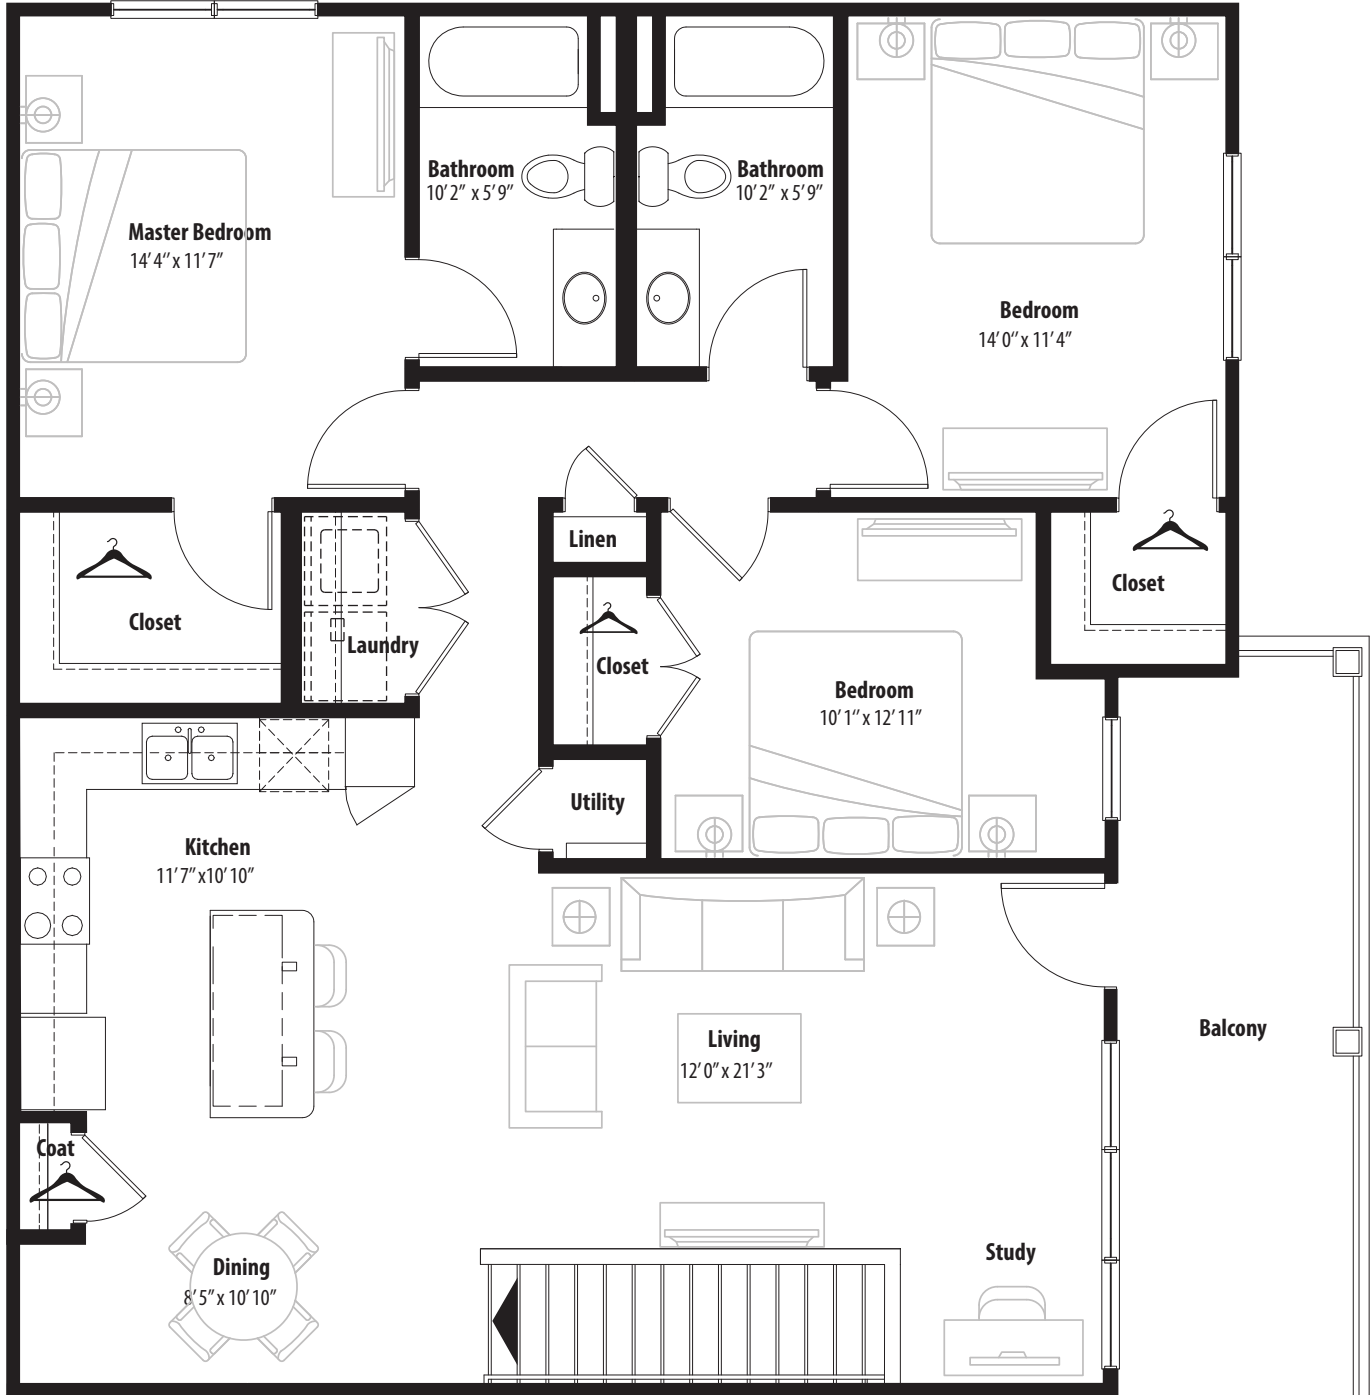 Bathroom
10'2" x 5'9"
Bathroom
10'2" x 5'9"
Master Bedroom
14'4" x 11'7"
Bedroom
14'0" x 11'4"
Linen
Closet
Closet
Laundry
Closet
Bedroom
10'1" x 12'11"
Utility
Kitchen
11'7" x10'10"
Balcony
Living
12'0" x 21'3"
Coat
Study
Dining
8'5" x 10'10"